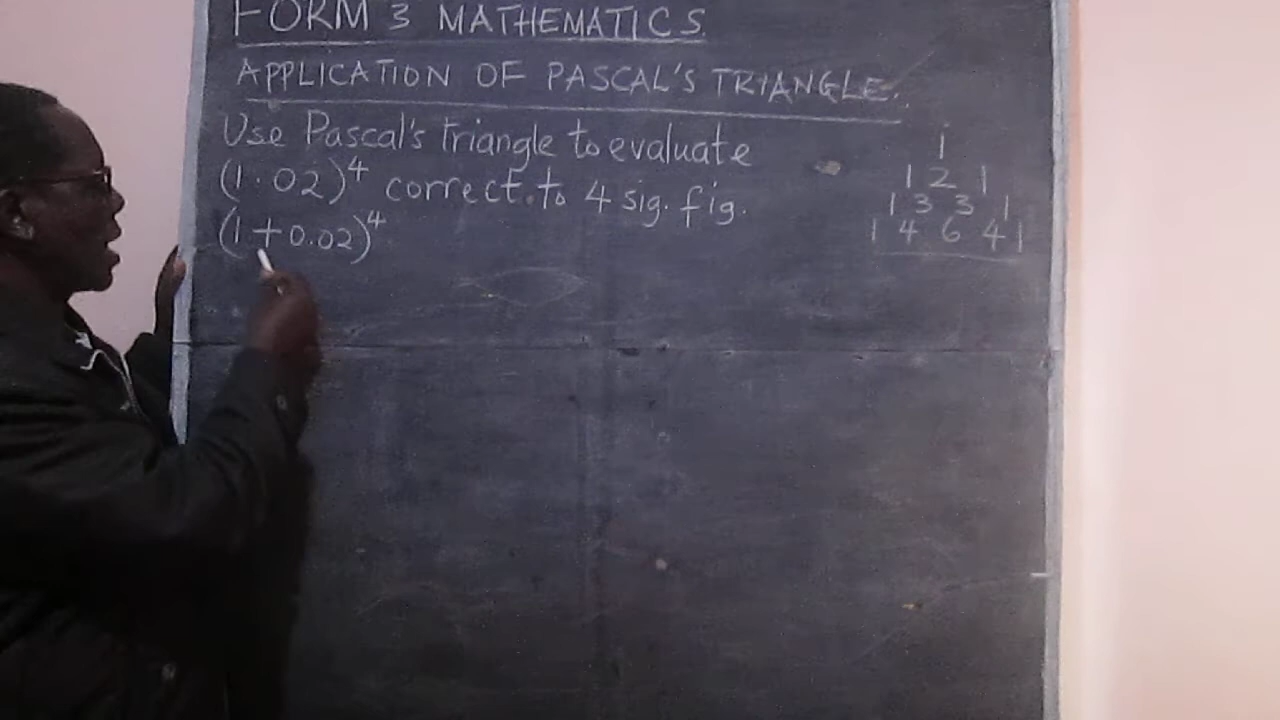 FORM 3 MATHEMATICS.
APPLICATION OF PASCAL'S TRIANGLE.
Use Pascal's triangle to evaluate
(1.02)⁴ correct to 4 sig. fig.
(1+0.02)⁴
1
1 2 1
1 3 3 1
1 4 6 4 1